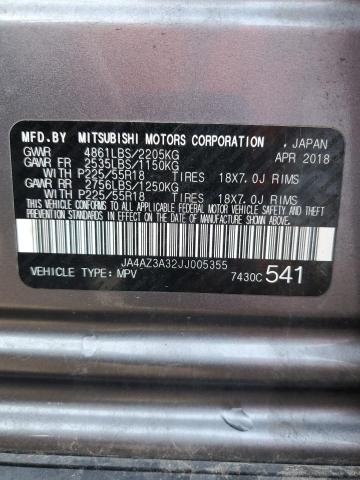 MFD.BY MITSUBISHI MOTORS CORPORATION , JAPAN
GVWR 4861LBS/2205KG APR 2018
GAWR FR 2535LBS/1150KG
WITH P225/55R18 TIRES 18X7.0J RIMS
GAWR RR 2756LBS/1250KG
WITH P225/55R18 TIRES 18X7.0J RIMS
THIS VEHICLE CONFORMS TO ALL APPLICABLE FEDERAL MOTOR VEHICLE
SAFETY AND THEFT PREVENTION STANDARDS IN EFFECT ON THE DATE OF
MANUFACTURE SHOWN ABOVE.
JA4AZ3A32JJ005355
VEHICLE TYPE: MPV 7430C 541